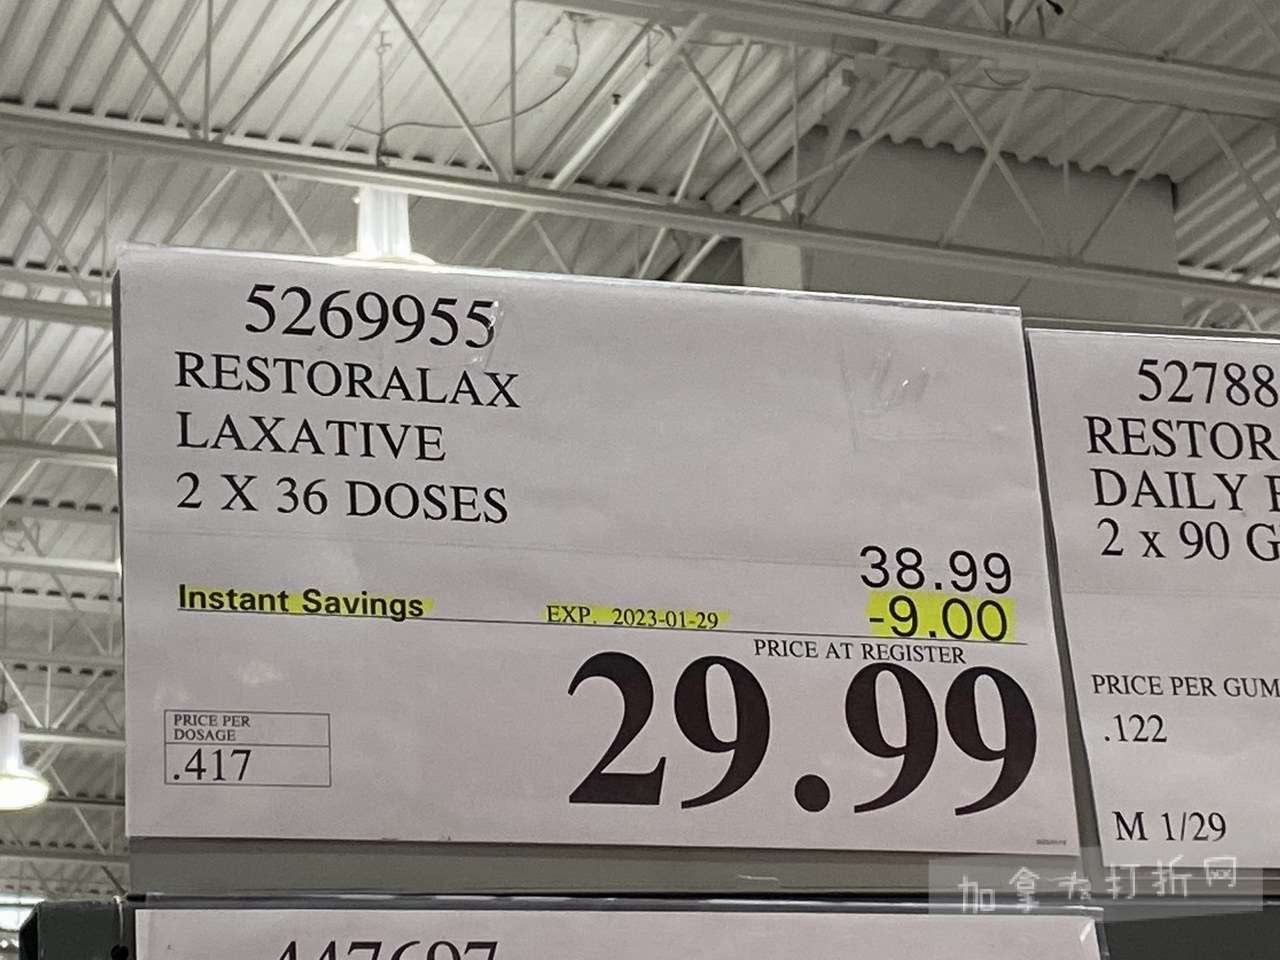 5269955
RESTORALAX
LAXATIVE
2 X 36 DOSES
38.99
Instant Savings EXP. 2023-01-29 -9.00
PRICE AT REGISTER
29.99
PRICE PER
DOSAGE
.417
52788
RESTOR
DAILY
2 x 90 G
PRICE PER GUM
.122
M 1/29
加拿大打折网
447697